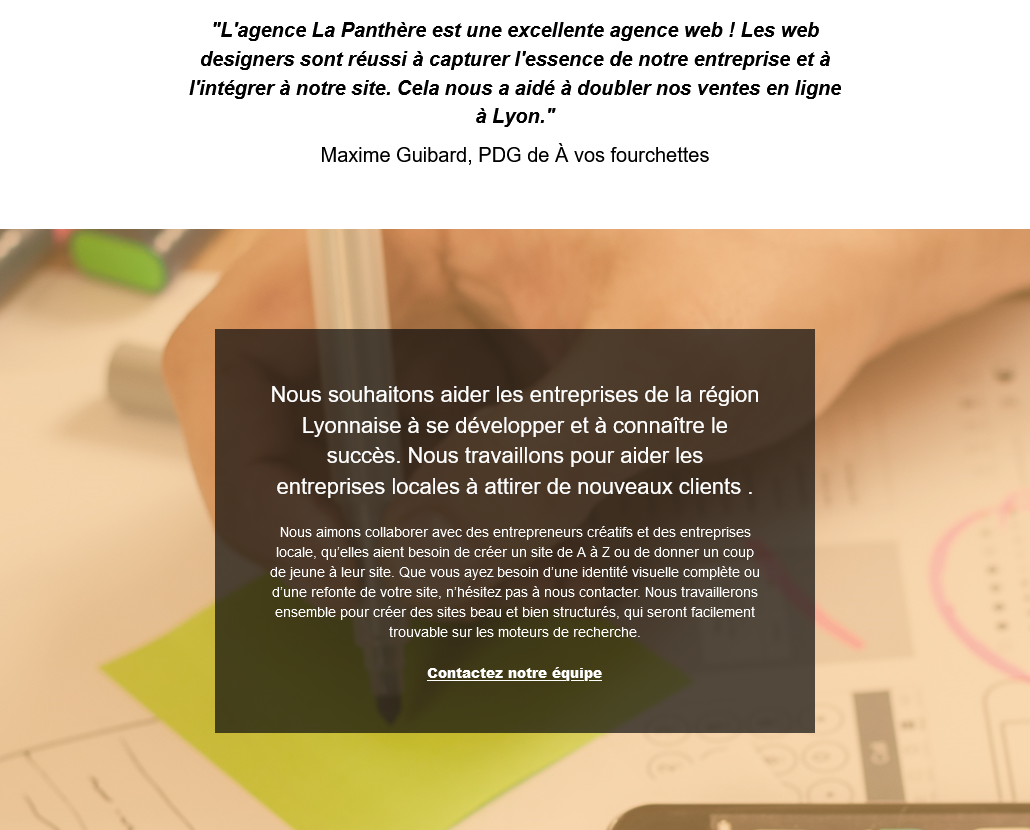 "L'agence La Panthère est une excellente agence web ! Les web
designers sont réussi à capturer l'essence de notre entreprise et à
l'intégrer à notre site. Cela nous a aidé à doubler nos ventes en ligne
à Lyon."
Maxime Guibard, PDG de À vos fourchettes
Nous souhaitons aider les entreprises de la région
Lyonnaise à se développer et à connaître le
succès. Nous travaillons pour aider les
entreprises locales à attirer de nouveaux clients .
Nous aimons collaborer avec des entrepreneurs créatifs et des entreprises
locale, qu’elles aient besoin de créer un site de A à Z ou de donner un coup
de jeune à leur site. Que vous ayez besoin d’une identité visuelle complète ou
d’une refonte de votre site, n’hésitez pas à nous contacter. Nous travaillerons
ensemble pour créer des sites beau et bien structurés, qui seront facilement
trouvable sur les moteurs de recherche.
Contactez notre équipe